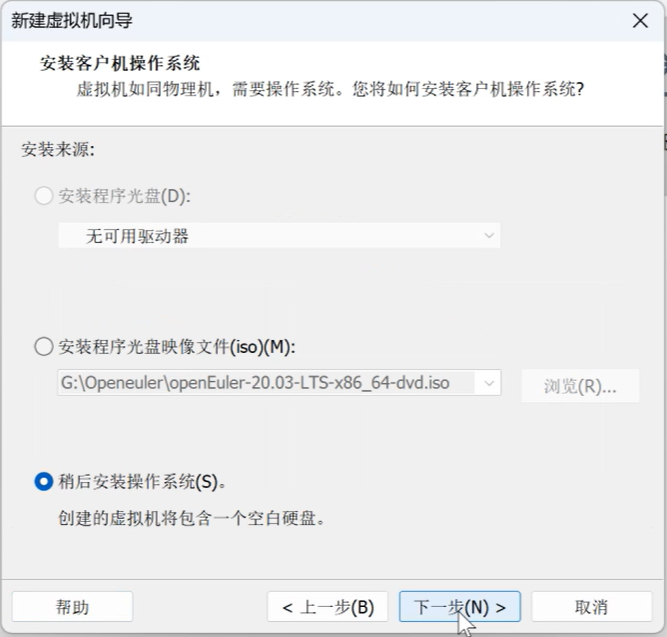 新建虚拟机向导
安装客户机操作系统
虚拟机如同物理机，需要操作系统。您将如何安装客户机操作系统?
安装来源:
安装程序光盘(D):
无可用驱动器
安装程序光盘映像文件(iso)(M):
G:\Openeuler\openEuler-20.03-LTS-x86_64-dvd.iso
浏览(R)...
稍后安装操作系统(S)。
创建的虚拟机将包含一个空白硬盘。
帮助
< 上一步(B)
下一步(N) >
取消